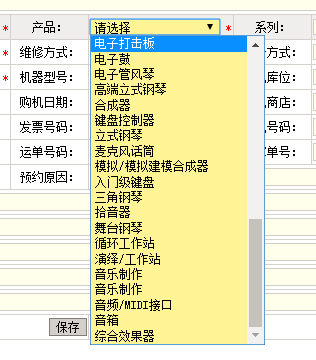 * 产品： 请选择 * 系列：
电子打击板
* 维修方式： 电子鼓 方式：
电子管风琴
* 机器型号： 高端立式钢琴 库位：
合成器
购机日期： 键盘控制器 商店：
发票号码： 立式钢琴 号码：
麦克风话筒
运单号码： 模拟/模拟建模合成器 单号：
入门级键盘
预约原因： 三角钢琴
拾音器
舞台钢琴
循环工作站
演绎/工作站
音乐制作
音乐制作
音频/MIDI接口
保存 音箱
综合效果器